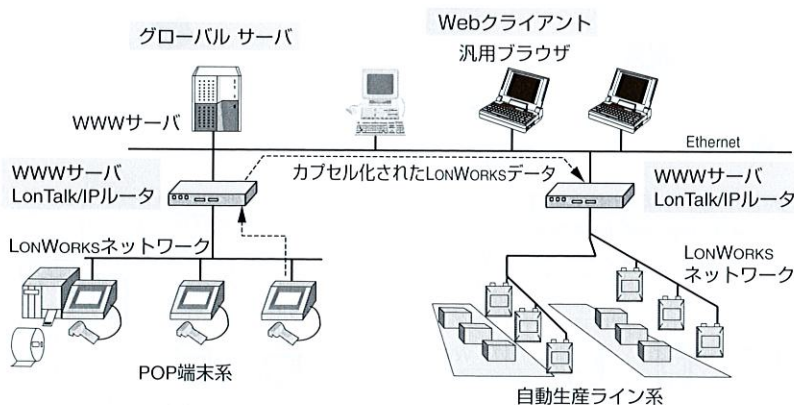 グローバル サーバ
Webクライアント
汎用ブラウザ
WWWサーバ
Ethernet
WWWサーバ
LonTalk/IPルータ
カプセル化されたLONWORKSデータ
WWWサーバ
LonTalk/IPルータ
LONWORKSネットワーク
LONWORKS
ネットワーク
POP端末系
自動生産ライン系